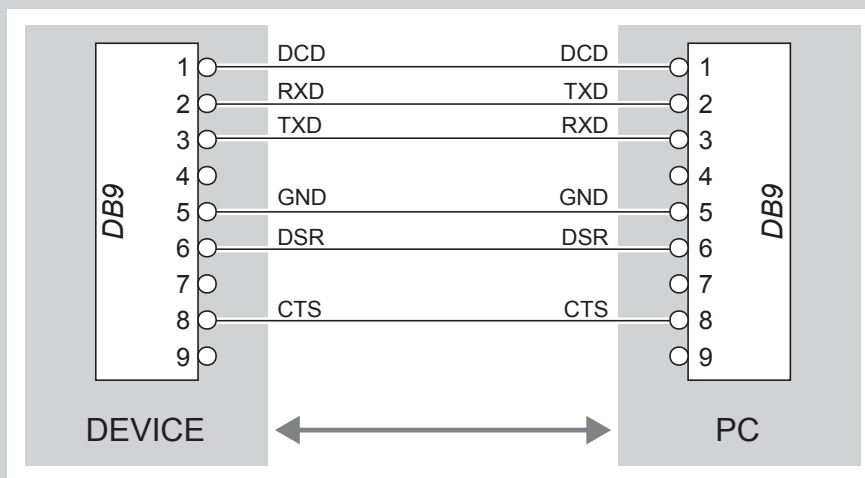 DCD DCD
1 1
RXD TXD
2 2
TXD RXD
3 3
4 4
GND GND
5 5
DSR DSR
6 6
7 7
CTS CTS
8 8
9 9
DB9 DB9
DEVICE PC